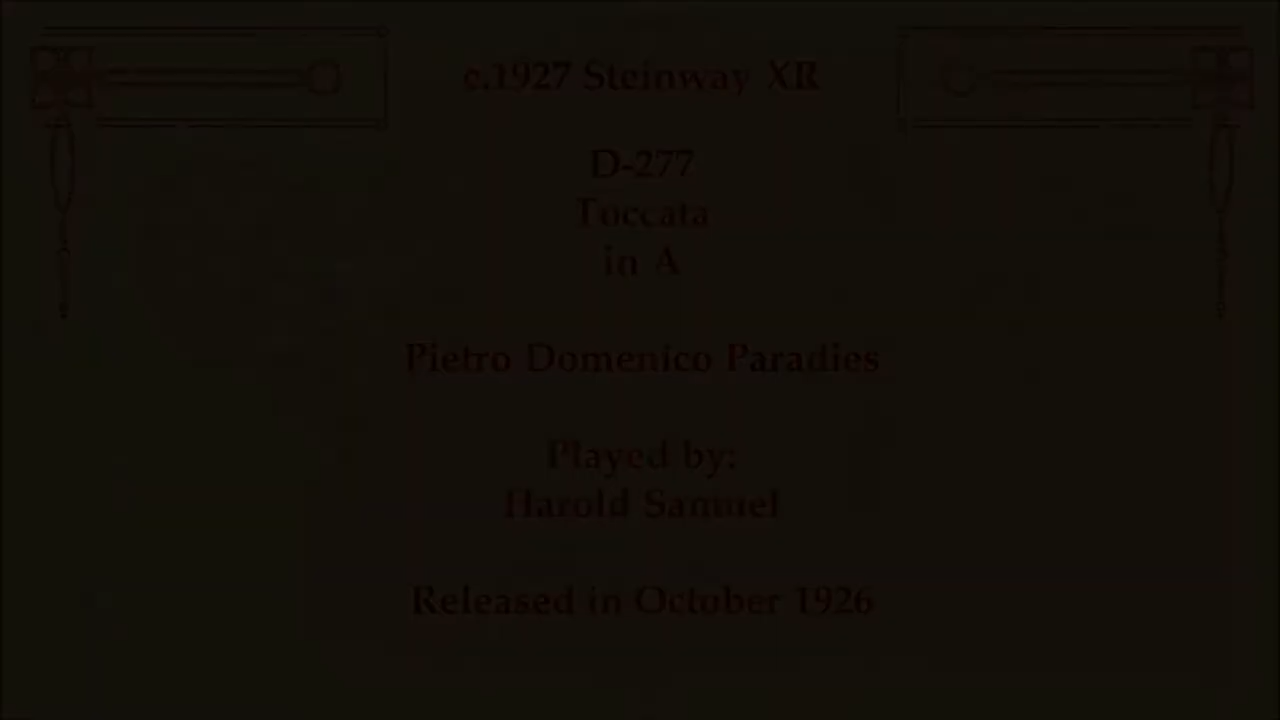 c.1927 Steinway XR
D-277
Toccata
in A
Pietro Domenico Paradies
Played by:
Harold Samuel
Released in October 1926